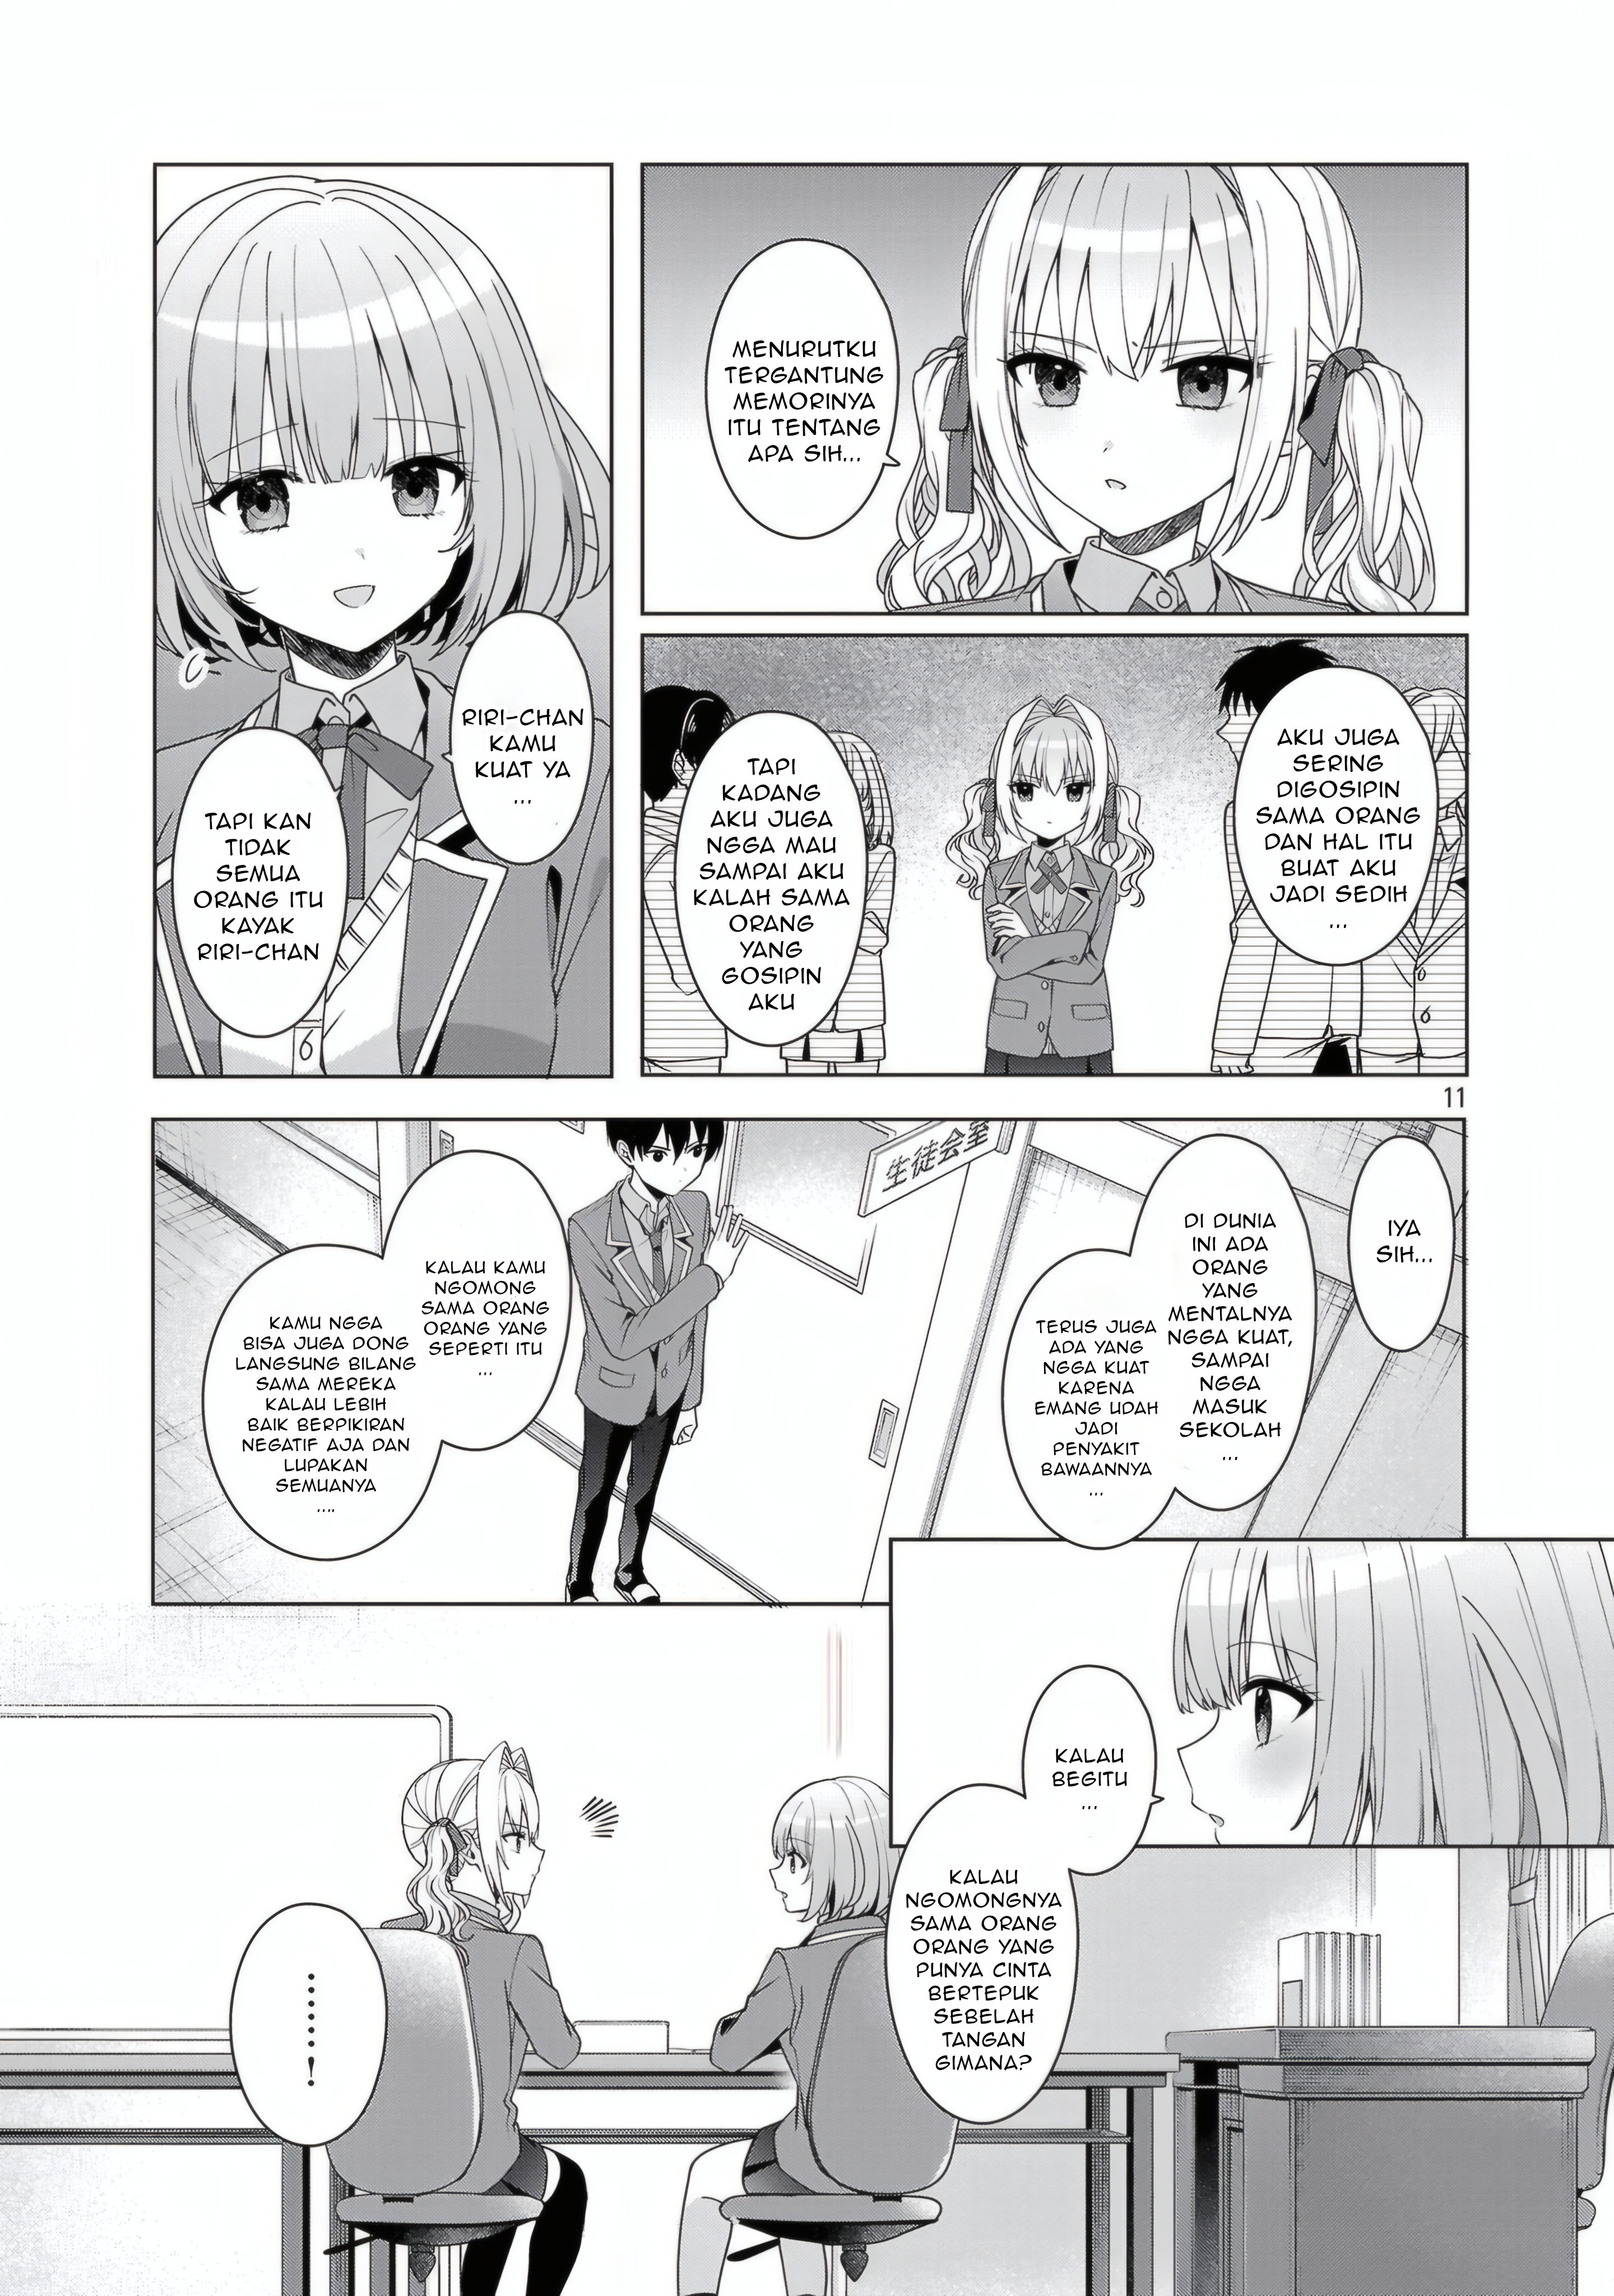 MENURUTKU
TERGANTUNG
MEMORINYA
ITU TENTANG
APA SIH...
AKU JUGA
SERING
DIGOSIPIN
SAMA ORANG
DAN HAL ITU
BUAT AKU
JADI SEDIH
...
TAPI
KADANG
AKU JUGA
NGGA MAU
SAMPAI AKU
KALAH SAMA
ORANG
YANG
GOSIPIN
AKU
RIRI-CHAN
KAMU
KUAT YA
...
TAPI KAN
TIDAK
SEMUA
ORANG ITU
KAYAK
RIRI-CHAN
11
IYA
SIH...
DI DUNIA
INI ADA
ORANG
YANG
MENTALNYA
NGGA KUAT,
SAMPAI
NGGA
MASUK
SEKOLAH
...
TERUS JUGA
ADA YANG
NGGA KUAT
KARENA
EMANG UDAH
JADI
PENYAKIT
BAWAANNYA
...
生徒会室
KALAU KAMU
NGOMONG
SAMA ORANG
ORANG YANG
SEPERTI ITU
...
KAMU NGGA
BISA JUGA DONG
LANGSUNG BILANG
SAMA MEREKA
KALAU LEBIH
BAIK BERPIKIRAN
NEGATIF AJA DAN
LUPAKAN
SEMUANYA
....
KALAU
BEGITU
...
KALAU
NGOMONGNYA
SAMA ORANG
ORANG YANG
PUNYA CINTA
BERTEPUK
SEBELAH
TANGAN
GIMANA?
.......!